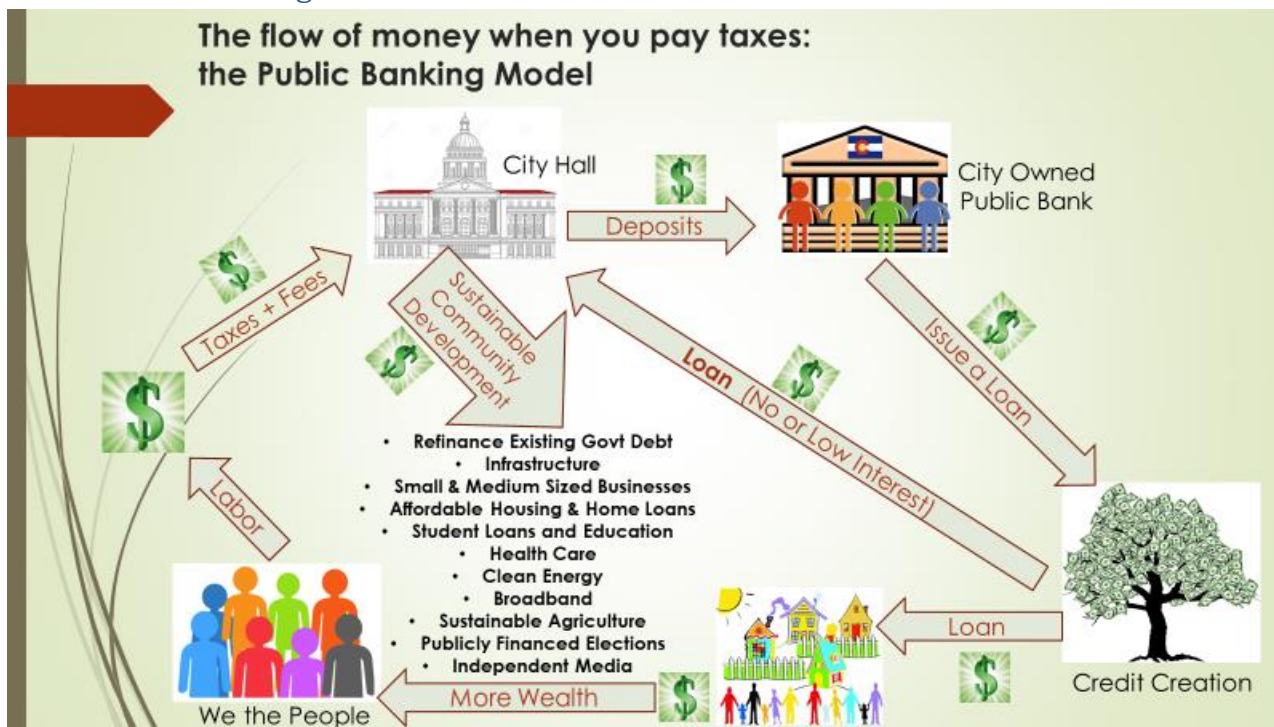 The flow of money when you pay taxes:
the Public Banking Model
City Hall
City Owned
Public Bank
Deposits
Taxes + Fees
Sustainable
Community
Development
Issue a Loan
Loan (No or Low Interest)
• Refinance Existing Govt Debt
• Infrastructure
• Small & Medium Sized Businesses
• Affordable Housing & Home Loans
• Student Loans and Education
• Health Care
• Clean Energy
• Broadband
• Sustainable Agriculture
• Publicly Financed Elections
• Independent Media
Labor
Loan
More Wealth
We the People
Credit Creation